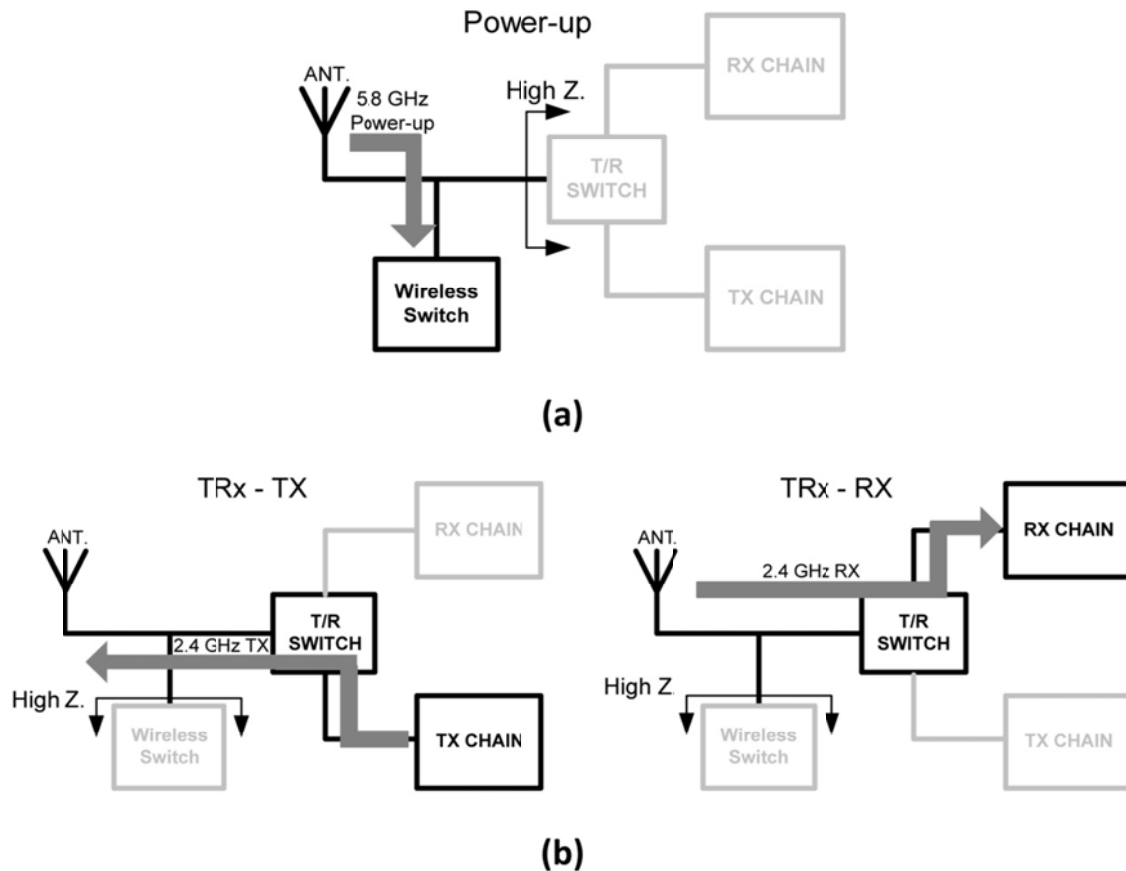 Power-up
ANT.
5.8 GHz
Power-up
High Z.
RX CHAIN
T/R
SWITCH
Wireless
Switch
TX CHAIN
(a)
TRx - TX
ANT.
RX CHAIN
T/R
SWITCH
2.4 GHz TX
High Z.
Wireless
Switch
TX CHAIN
TRx - RX
ANT.
RX CHAIN
2.4 GHz RX
T/R
SWITCH
High Z.
Wireless
Switch
TX CHAIN
(b)